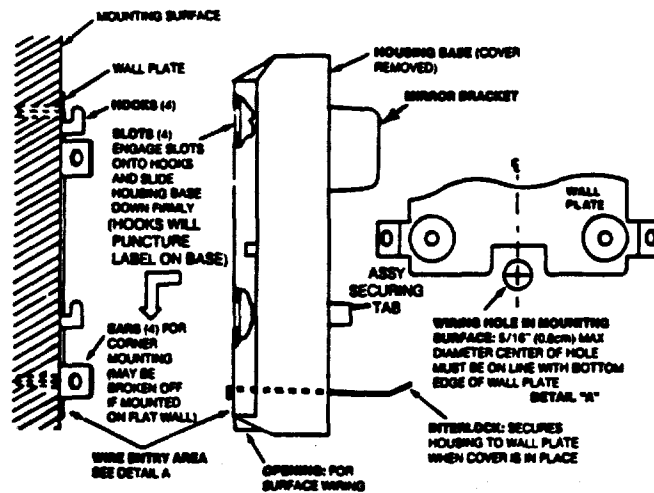 MOUNTING SURFACE
WALL PLATE
HOOKS (4)
SLOTS (4)
ENGAGE SLOTS
ONTO HOOKS
AND SLIDE
HOUSING BASE
DOWN FIRMLY
(HOOKS WILL
PUNCTURE
LABEL ON BASE)
EARS (4) FOR
CORNER
MOUNTING
(MAY BE
BROKEN OFF
IF MOUNTED
ON FLAT WALL)
WIRE ENTRY AREA
SEE DETAIL A
HOUSING BASE (COVER
REMOVED)
MIRROR BRACKET
ASSY
SECURING
TAB
OPENING: FOR
SURFACE WIRING
INTERLOCK: SECURES
HOUSING TO WALL PLATE
WHEN COVER IS IN PLACE
℄
WALL
PLATE
WIRING HOLE IN MOUNTING
SURFACE: 5/16" (0.8cm) MAX
DIAMETER CENTER OF HOLE
MUST BE ON LINE WITH BOTTOM
EDGE OF WALL PLATE
DETAIL "A"